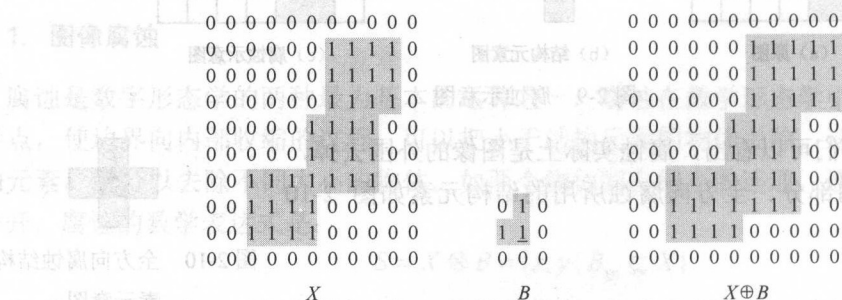 0 0 0 0 0 0 0 0 0 0 0 0 0 0 0 0 0 0 0 0 0 0
0 0 0 0 0 0 1 1 1 1 0 0 0 0 0 0 0 1 1 1 1 1
0 0 0 0 0 0 1 1 1 1 0 0 0 0 0 0 0 1 1 1 1 0
0 0 0 0 0 0 1 1 1 1 0 0 0 0 0 0 0 1 1 1 1 0
0 0 0 0 0 1 1 1 1 0 0 0 0 0 0 0 1 1 1 1 0 0
0 0 0 0 0 1 1 1 1 0 0 0 0 0 0 0 1 1 1 1 0 0
0 0 1 1 1 1 1 1 1 0 0 0 0 1 1 1 1 1 1 1 0 0
0 0 1 1 1 1 1 1 0 0 0 0 1 0 0 0 1 1 1 1 1 1 1 0 0
0 0 1 1 1 1 0 0 0 0 0 1 1 0 0 0 1 1 1 1 0 0 0 0 0
0 0 0 0 0 0 0 0 0 0 0 0 0 0 0 0 0 0 0 0 0 0
X B X⊕B